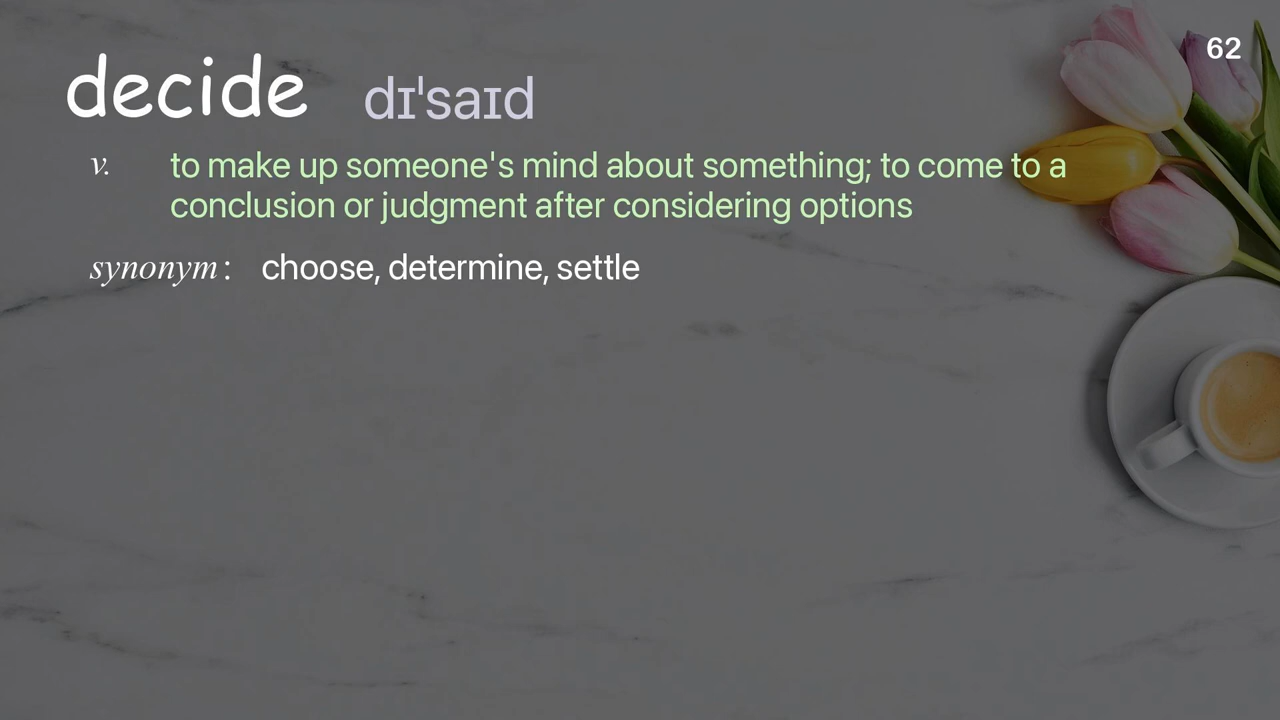 62
decide dɪˈsaɪd
v. to make up someone's mind about something; to come to a
conclusion or judgment after considering options
synonym: choose, determine, settle